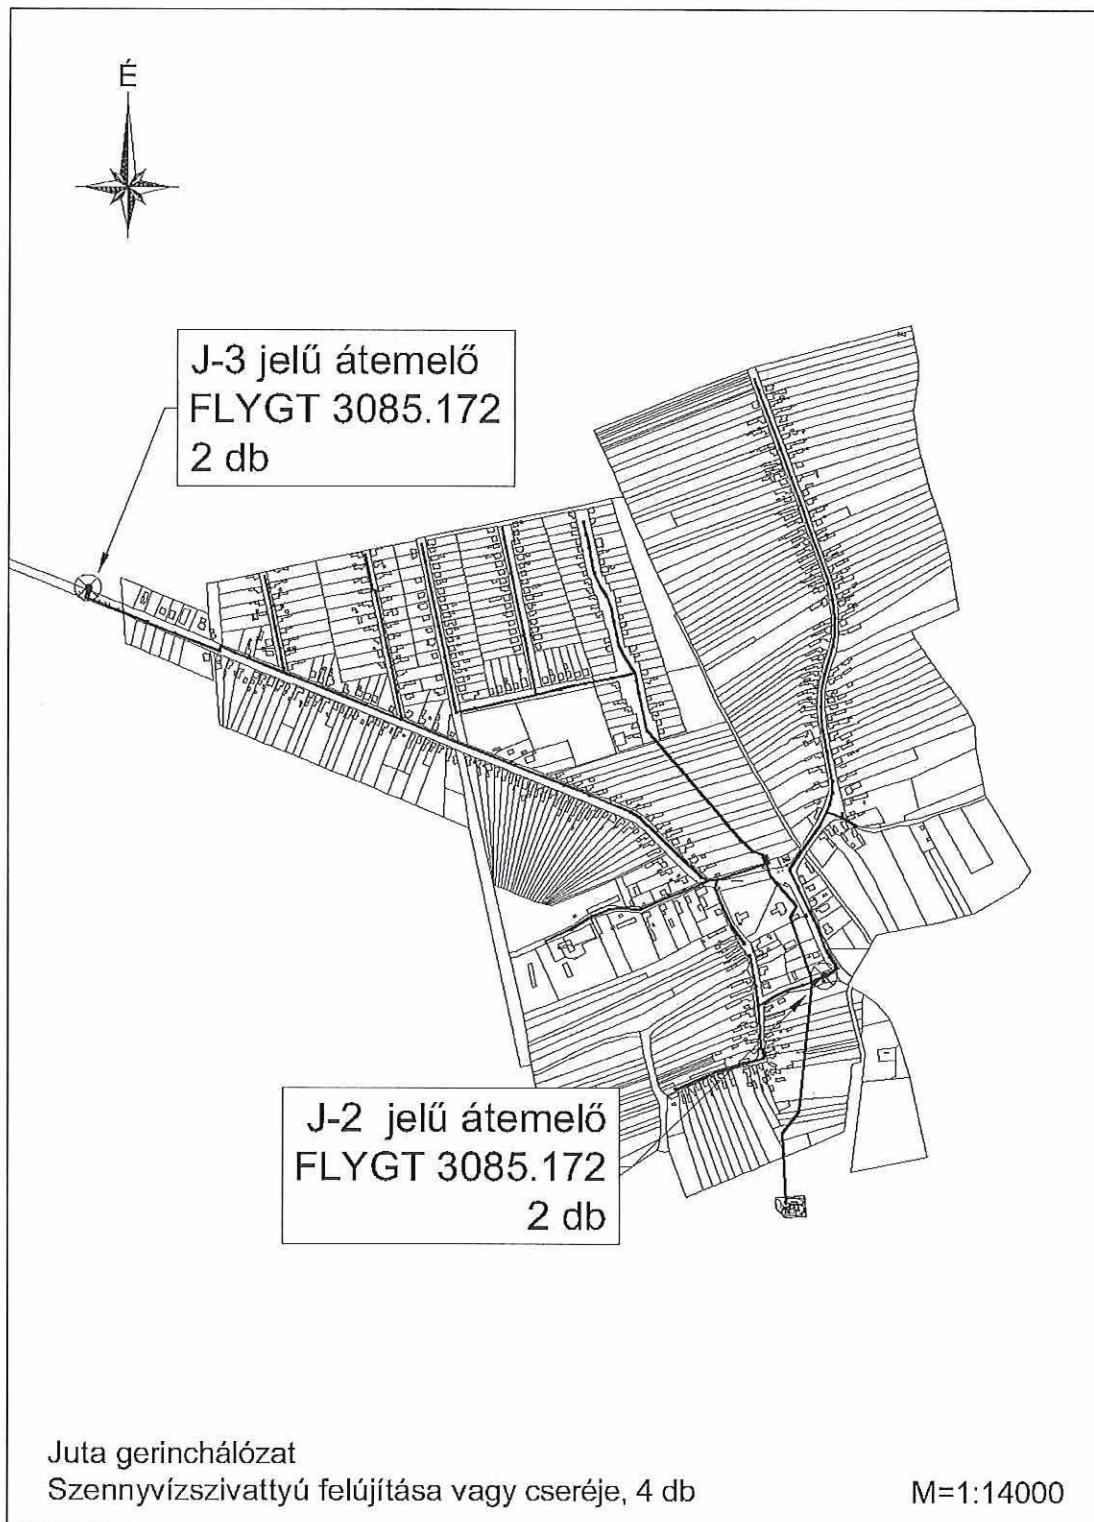 É
J-3 jelű átemelő
FLYGT 3085.172
2 db
J-2 jelű átemelő
FLYGT 3085.172
2 db
Juta gerinchálózat
Szennyvízszivattyú felújítása vagy cseréje, 4 db
M=1:14000